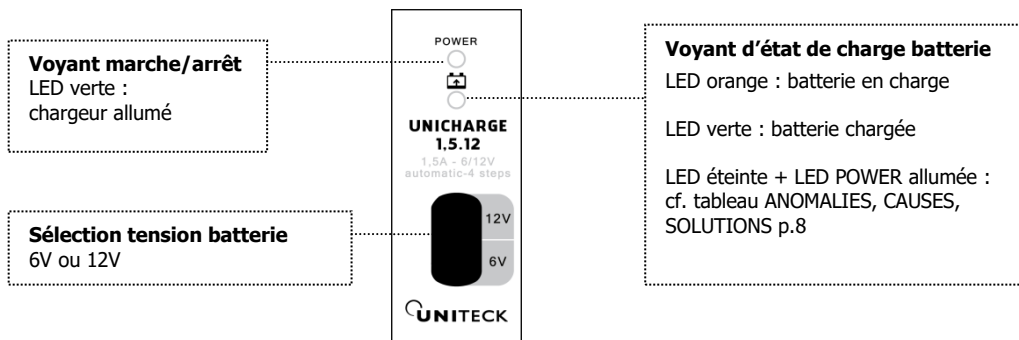 Voyant marche/arrêt
LED verte :
chargeur allumé
Sélection tension batterie
6V ou 12V
POWER
UNICHARGE
1.5.12
1,5A - 6/12V
automatic-4 steps
12V
6V
UNITECK
Voyant d'état de charge batterie
LED orange : batterie en charge
LED verte : batterie chargée
LED éteinte + LED POWER allumée :
cf. tableau ANOMALIES, CAUSES,
SOLUTIONS p.8